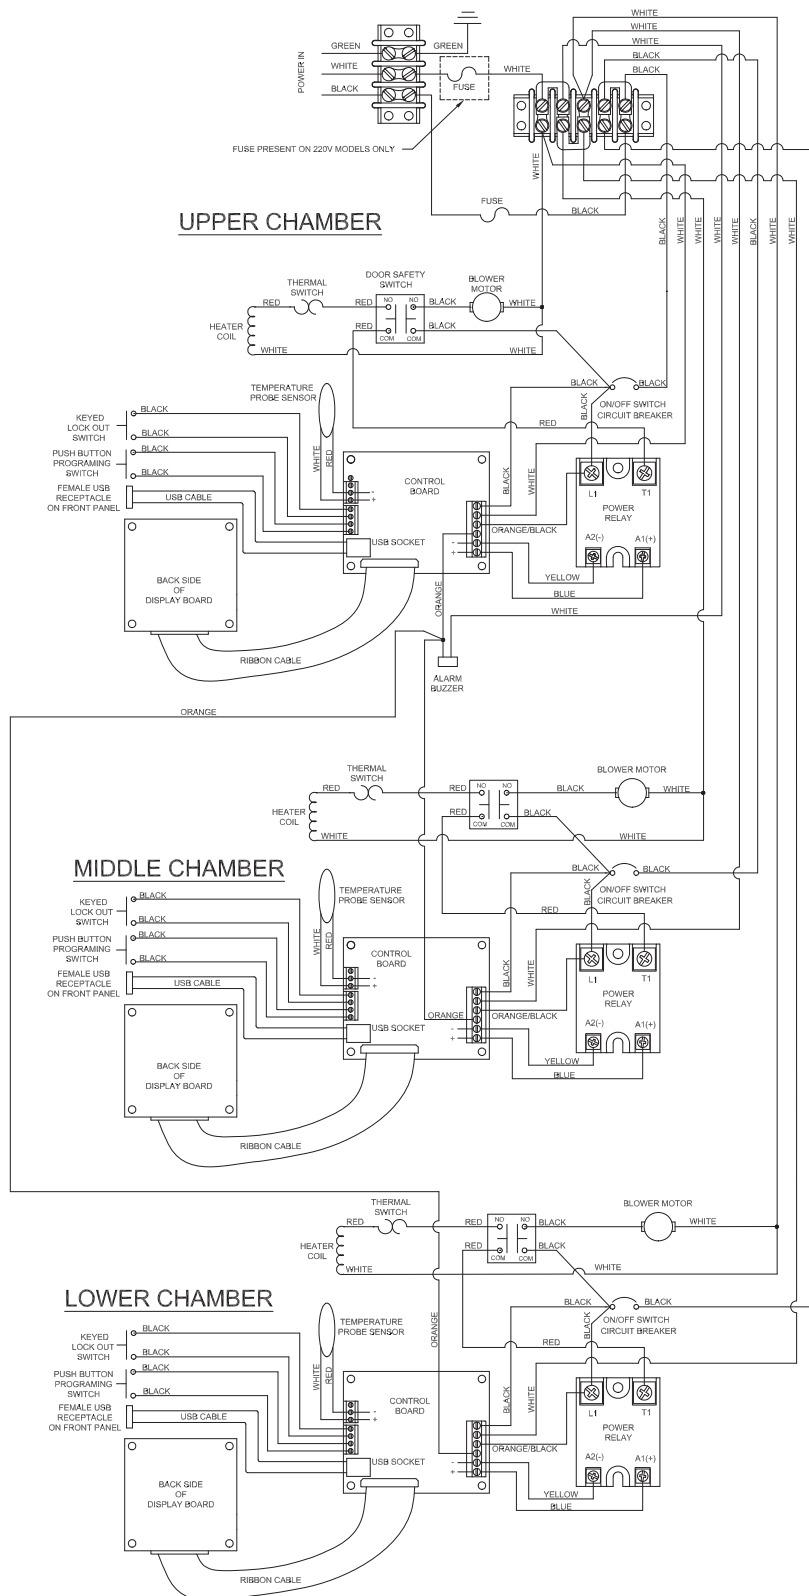 WHITE
WHITE
WHITE
BLACK
BLACK
GREEN
GREEN
WHITE
WHITE
BLACK
POWER IN
FUSE
FUSE PRESENT ON 220V MODELS ONLY
WHITE
FUSE
BLACK
BLACK
WHITE
WHITE
WHITE
WHITE
BLACK
WHITE
WHITE
UPPER CHAMBER
THERMAL
SWITCH
DOOR SAFETY
SWITCH
BLOWER
MOTOR
RED
RED
NO
NO
BLACK
WHITE
HEATER
COIL
RED
COM
COM
BLACK
WHITE
WHITE
TEMPERATURE
PROBE SENSOR
BLACK
BLACK
ON/OFF SWITCH
CIRCUIT BREAKER
BLACK
RED
KEYED
LOCK OUT
SWITCH
BLACK
BLACK
PUSH BUTTON
PROGRAMING
SWITCH
BLACK
BLACK
FEMALE USB
RECEPTACLE
ON FRONT PANEL
USB CABLE
WHITE
RED
CONTROL
BOARD
-
+
BLACK
WHITE
ORANGE/BLACK
L1
T1
POWER
RELAY
A2(-)
A1(+)
USB SOCKET
-
+
YELLOW
BLUE
ORANGE
WHITE
BACK SIDE
OF
DISPLAY BOARD
RIBBON CABLE
ALARM
BUZZER
ORANGE
THERMAL
SWITCH
BLOWER MOTOR
RED
RED
NO
NO
BLACK
WHITE
HEATER
COIL
RED
COM
COM
BLACK
WHITE
WHITE
MIDDLE CHAMBER
BLACK
BLACK
ON/OFF SWITCH
CIRCUIT BREAKER
BLACK
RED
TEMPERATURE
PROBE SENSOR
KEYED
LOCK OUT
SWITCH
BLACK
BLACK
PUSH BUTTON
PROGRAMING
SWITCH
BLACK
BLACK
FEMALE USB
RECEPTACLE
ON FRONT PANEL
USB CABLE
WHITE
RED
CONTROL
BOARD
-
+
BLACK
WHITE
ORANGE
ORANGE/BLACK
L1
T1
POWER
RELAY
A2(-)
A1(+)
USB SOCKET
-
+
YELLOW
BLUE
BACK SIDE
OF
DISPLAY BOARD
RIBBON CABLE
THERMAL
SWITCH
BLOWER MOTOR
RED
RED
NO
NO
BLACK
WHITE
HEATER
COIL
RED
COM
COM
BLACK
WHITE
WHITE
LOWER CHAMBER
BLACK
BLACK
ON/OFF SWITCH
CIRCUIT BREAKER
BLACK
RED
TEMPERATURE
PROBE SENSOR
ORANGE
KEYED
LOCK OUT
SWITCH
BLACK
BLACK
PUSH BUTTON
PROGRAMING
SWITCH
BLACK
BLACK
FEMALE USB
RECEPTACLE
ON FRONT PANEL
USB CABLE
WHITE
RED
CONTROL
BOARD
-
+
BLACK
WHITE
ORANGE/BLACK
L1
T1
POWER
RELAY
A2(-)
A1(+)
USB SOCKET
-
+
YELLOW
BLUE
BACK SIDE
OF
DISPLAY BOARD
RIBBON CABLE